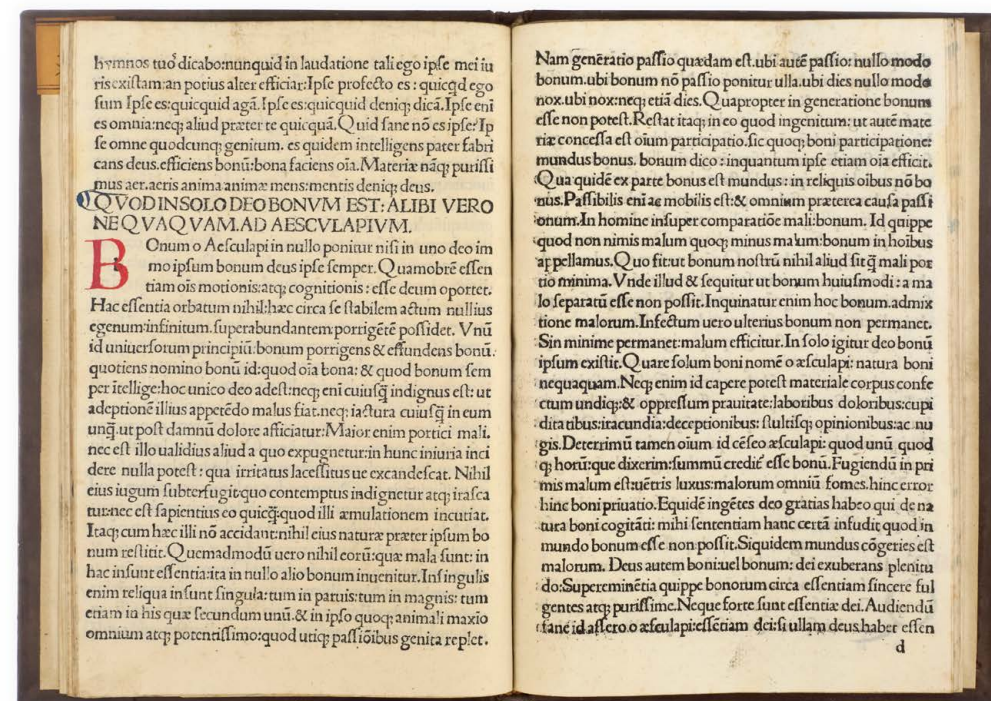 hymnos tuos̉ dicabo:nunquid in laudatione tali ego ipse mei iu
ris existam:an potius alter efficiar:Ipse profecto es : quicqd ego
sum Ipse es:quicquid agā. Ipse es:quicquid deniq; dicā.Ipse enī
es omnia:neq; aliud præter te quicquā.Quid sane nō es ipse:Ip
se omne quodcunq; genitum. es quidem intelligens pater fabri
cans deus.efficiens bonū:bona faciens oīa.Materiæ nāq; purissi
mus aer.aeris anima animæ mens:mentis deniq; deus.
QVOD IN SOLO DEO BONVM EST: ALIBI VERO
NE QVAQVAM.AD AESCVLAPIVM.
BOnum o Aesculapi in nullo ponitur nisi in uno deo im
mo ipsum bonum deus ipse semper.Quamobrē essen
tiam ois motionis:atq; cognitionis : esse deum oportet.
Hac essentia orbatum nihil:hæc circa se stabilem actum nullius
egenum:infinitum.superabundantem:porrigētē possidet. Vnū
id uniuersorum principiū:bonum porrigens & effundens bonū.
quotiens nomino bonū id:quod oīa bona: & quod bonum sem
per itellige:hoc unico deo adest:neq; enī cuiusq̄ indignus est: ut
adeptione illius appetēdo malus fiat.neq; iactura cuiusq̄ in eum
unq̄.ut post damnū dolore afficiatur:Maior enim portici mali.
nec est illo ualidius aliud a quo expugnetur:in hunc iniuria inci
dere nulla potest : qua irritatus lacessitus ue excandescat. Nihil
eius iugum subterfugit:quo contemptus indignetur atq; irasca
tur:nec est sapientius eo quicq̄:quod illi æmulationem incutiat.
Itaq; cum hæc illi nō accidant:nihil eius naturæ præter ipsum bo
num restitit.Quemadmodū uero nihil eorū:quæ mala sunt: in
hac insunt essentia:ita in nullo alio bonum inuenitur.In singulis
enim reliqua insunt singula: tum in paruis:tum in magnis: tum
etiam in his quæ secundum unū.& in ipso quoq; animali maxio
omnium atq; potentissimo:quod utiq; passiōibus genita replet.
Nam generatio passio quædam est.ubi autē passio: nullo modo
bonum.ubi bonum nō passio ponitur ulla.ubi dies nullo modo
nox.ubi nox:neq; etiā dies.Quapropter in generatione bonum
esse non potest.Restat itaq; in eo quod ingenitum: ut autē mate
riæ concessa est oium participatio.sic quoq; boni participatione:
mundus bonus. bonum dico : inquantum ipse etiam oīa efficit.
Qua quidē ex parte bonus est mundus : in reliquis oibus nō bo
nus.Passibilis enī ac mobilis est:& omnium præterea causa passi
onum.In homine insuper comparatiōe mali:bonum. Id quippe
quod non nimis malum quoq; minus malum:bonum in hoibus
appellamus.Quo fit:ut bonum nostrū nihil aliud sit q̄ mali por
tio minima. Vnde illud & sequitur ut bonum huiusmodi : a ma
lo separatū esse non possit.Inquinatur enim hoc bonum.admix
tione malorum.Infectum uero ulterius bonum non permanet.
Sin minime permanet:malum efficitur. In solo igitur deo bonū
ipsum existit.Quare solum boni nomē o æsculapi: natura boni
nequaquam.Neq; enim id capere potest materiale corpus confe
ctum undiq;:& oppressum prauitate:laboribus doloribus:cupi
ditatibus:iracundia:deceptionibus: stultisq; opinionibus:ac nu
gis.Deterrimū tamen oium id cēseo æsculapi: quod unū quod
q; horū:que dixerim:summū credit̄ esse bonū.Fugiendū in pri
mis malum est:uētris luxus:malorum omniū fomes.hinc error
hinc boni priuatio.Equidē ingētes deo gratias habeo qui de na
tura boni cogitāti: mihi sententiam hanc certā infudit quod in
mundo bonum esse non possit.Siquidem mundus cōgeries est
malorum. Deus autem boni:uel bonum: dei exuberans plenitu
do:Supereminētia quippe bonorum circa essentiam sincere ful
gentes atq; purissime.Neque forte sunt essentiæ dei.Audiendū
sane id assero.o æsculapi:essētiam dei:si ullam deus habet essen
d